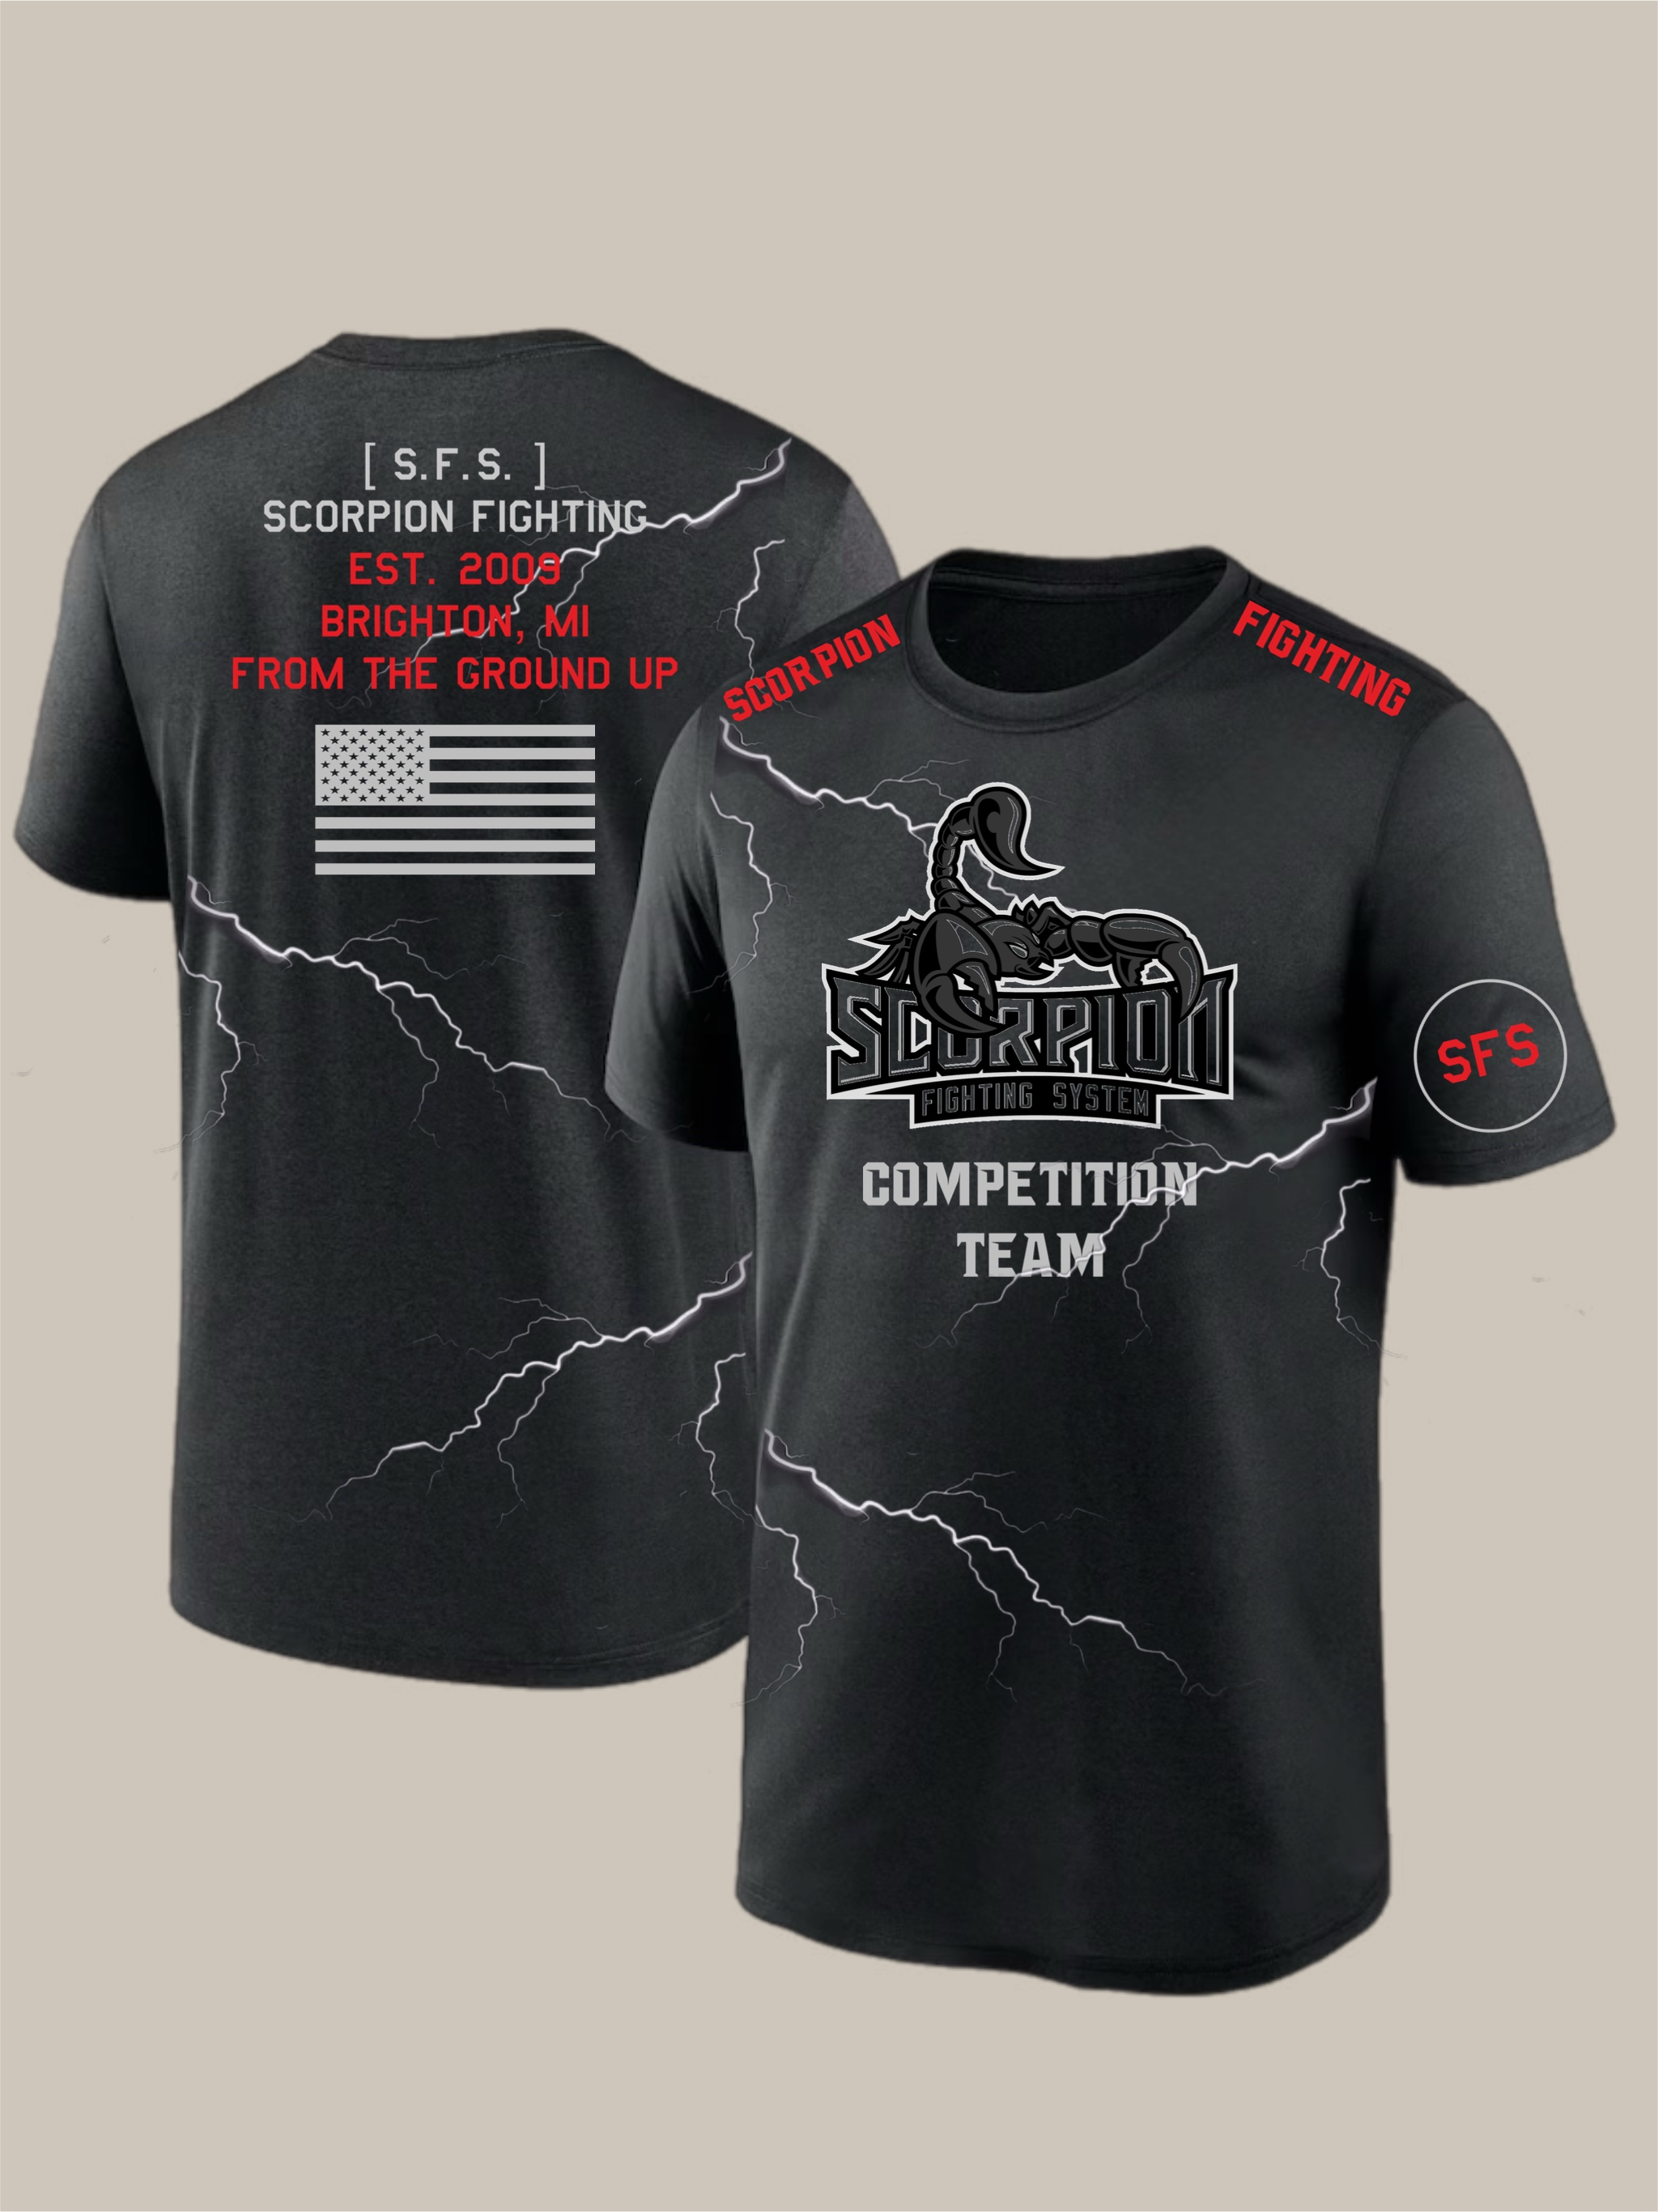 [ S.F.S. ]
SCORPION FIGHTING
EST. 2009
BRIGHTON, MI
FROM THE GROUND UP
SCORPION
FIGHTING
SCORPION
FIGHTING SYSTEM
COMPETITION
TEAM
SFS